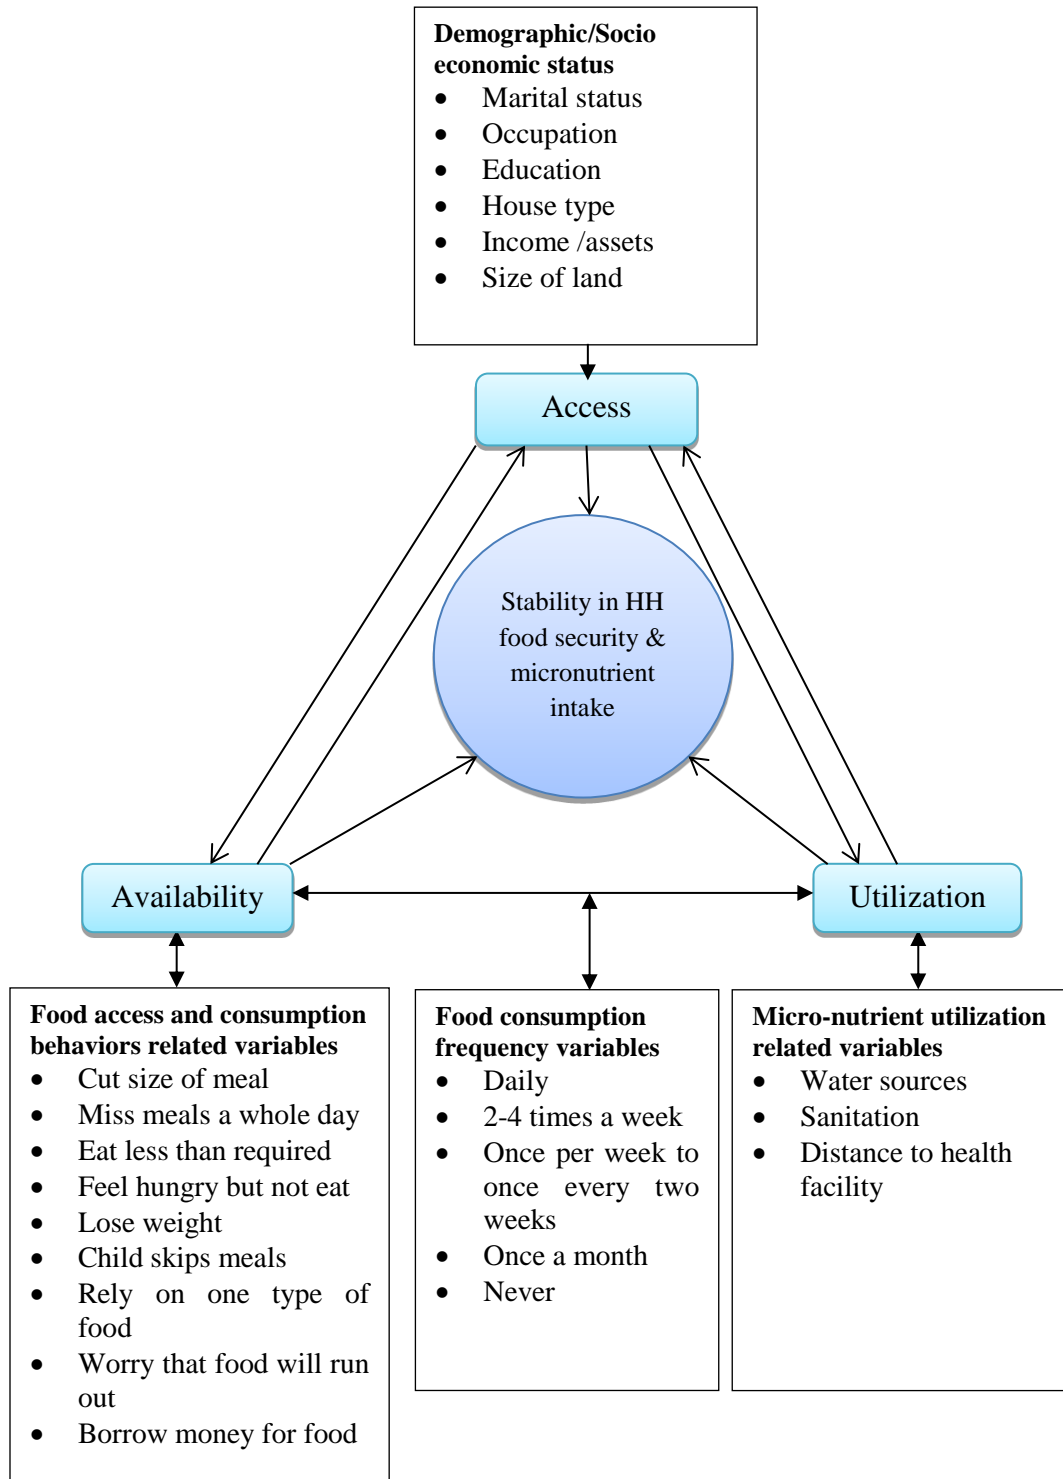 Demographic/Socio
economic status
• Marital status
• Occupation
• Education
• House type
• Income /assets
• Size of land
Access
Stability in HH
food security &
micronutrient
intake
Availability
Utilization
Food access and consumption
behaviors related variables
• Cut size of meal
• Miss meals a whole day
• Eat less than required
• Feel hungry but not eat
• Lose weight
• Child skips meals
• Rely on one type of
food
• Worry that food will run
out
• Borrow money for food
Food consumption
frequency variables
• Daily
• 2-4 times a week
• Once per week to
once every two
weeks
• Once a month
• Never
Micro-nutrient utilization
related variables
• Water sources
• Sanitation
• Distance to health
facility